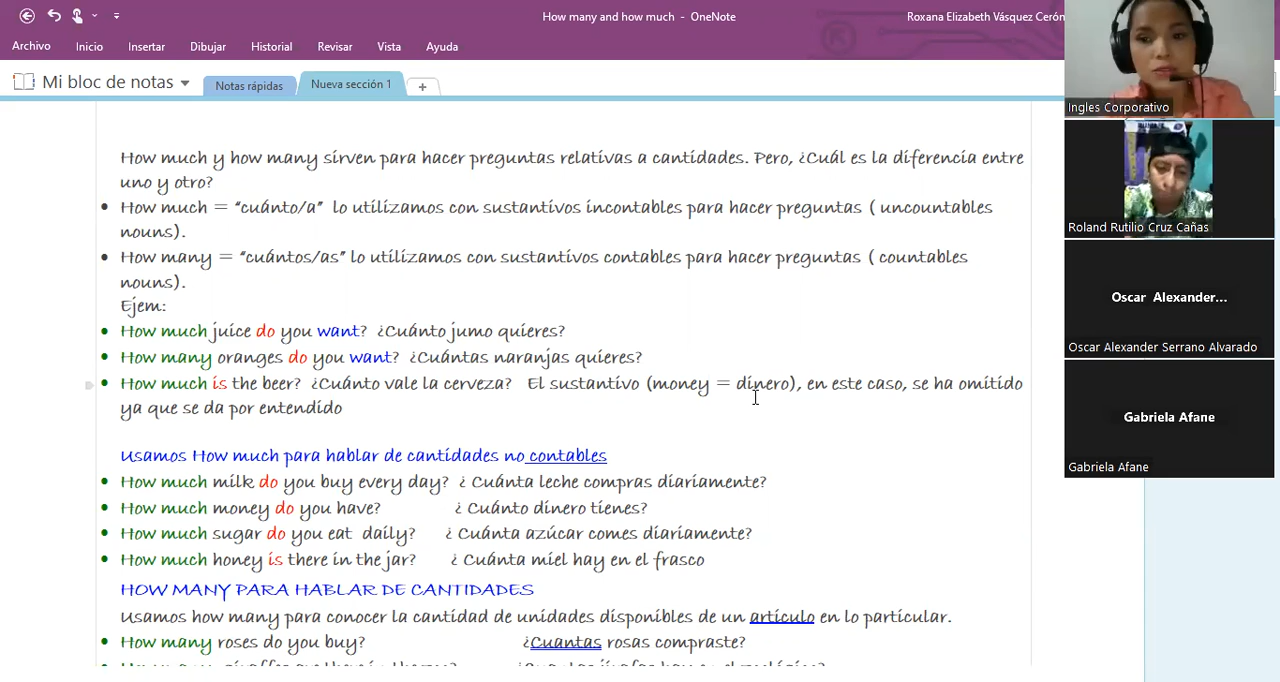 How many and how much - OneNote
Roxana Elizabeth Vásquez Cerón
Archivo Inicio Insertar Dibujar Historial Revisar Vista Ayuda
Mi bloc de notas Notas rápidas Nueva sección 1 +
How much y how many sirven para hacer preguntas relativas a cantidades. Pero, ¿Cuál es la diferencia entre
uno y otro?
How much = “cuánto/a” lo utilizamos con sustantivos incontables para hacer preguntas ( uncountables
nouns).
How many = “cuántos/as” lo utilizamos con sustantivos contables para hacer preguntas ( countables
nouns).
Ejem:
How much juice do you want? ¿Cuánto jumo quieres?
How many oranges do you want? ¿Cuántas naranjas quieres?
How much is the beer? ¿Cuánto vale la cerveza? El sustantivo (money = dinero), en este caso, se ha omitido
ya que se da por entendido
Usamos How much para hablar de cantidades no contables
How much milk do you buy every day? ¿ Cuánta leche compras diariamente?
How much money do you have? ¿ Cuánto dinero tienes?
How much sugar do you eat daily? ¿ Cuánta azúcar comes diariamente?
How much honey is there in the jar? ¿ Cuánta miel hay en el frasco
HOW MANY PARA HABLAR DE CANTIDADES
Usamos how many para conocer la cantidad de unidades disponibles de un artículo en lo particular.
How many roses do you buy? ¿Cuantas rosas compraste?
Ingles Corporativo
Roland Rutilio Cruz Cañas
Oscar Alexander...
Oscar Alexander Serrano Alvarado
Gabriela Afane
Gabriela Afane